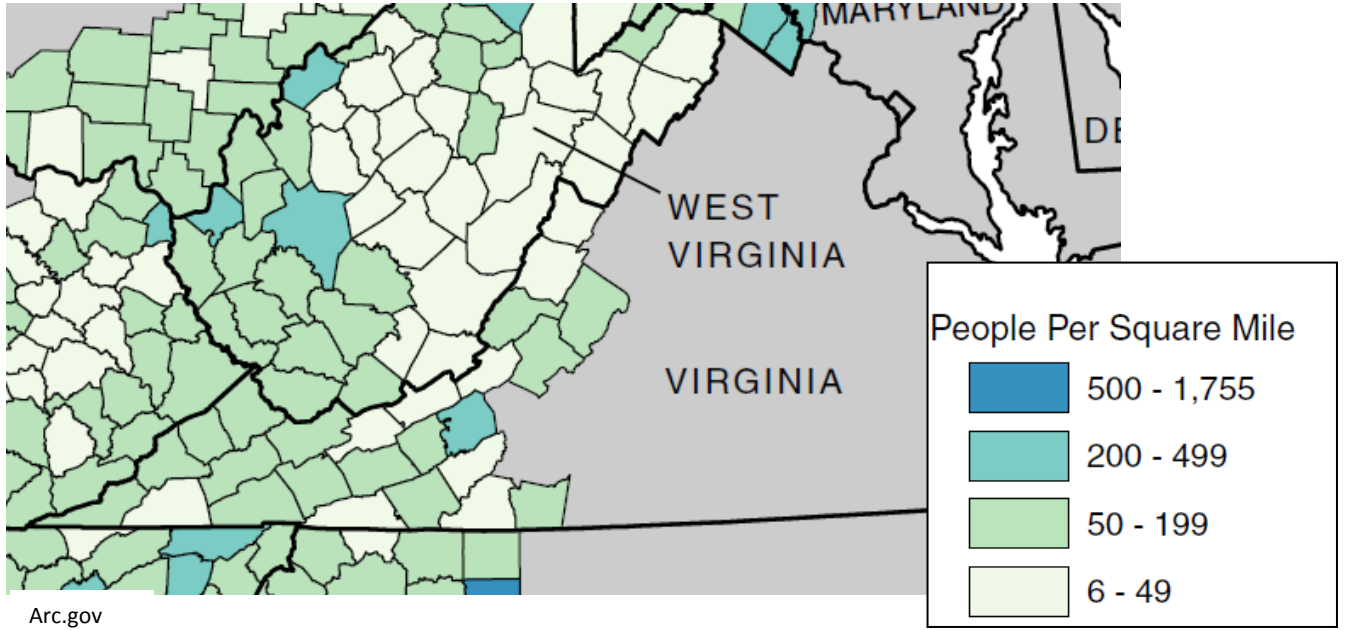 MARYLAND
DE
WEST
VIRGINIA
VIRGINIA
People Per Square Mile
500 - 1,755
200 - 499
50 - 199
6 - 49
Arc.gov